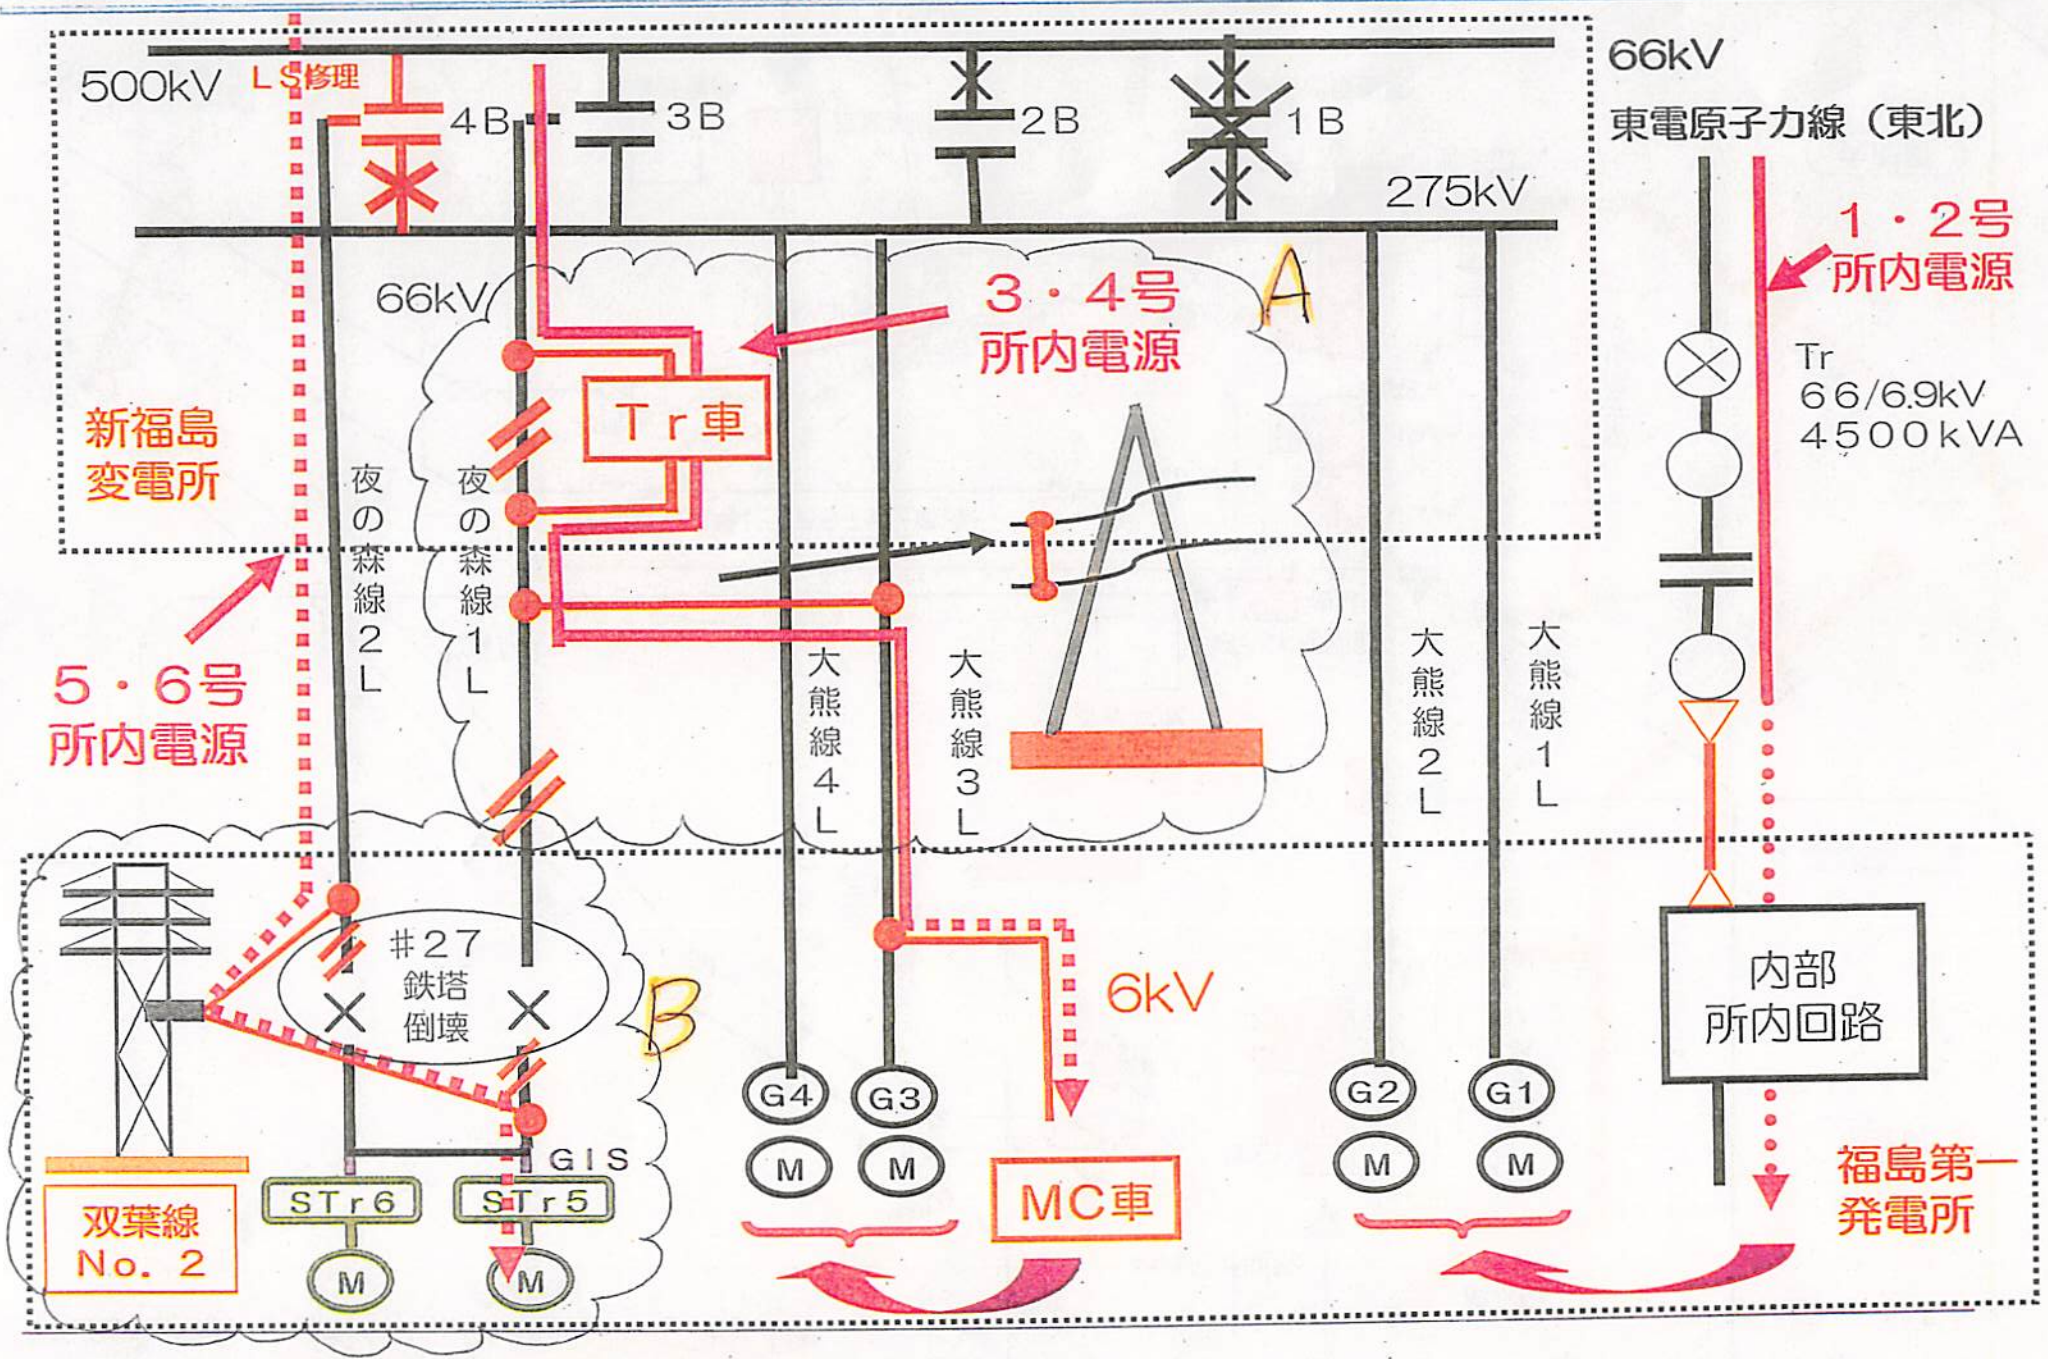 500kV
LS修理
4B
3B
2B
1B
275kV
66kV
東電原子力線（東北）
1・2号
所内電源
66kV
3・4号
所内電源
A
Tr車
Tr
66/6.9kV
4500kVA
新福島
変電所
夜の森線2L
夜の森線1L
大熊線4L
大熊線3L
大熊線2L
大熊線1L
5・6号
所内電源
#27
鉄塔
倒壊
B
6kV
内部
所内回路
G4
G3
G2
G1
M
M
M
M
GIS
STr6
STr5
M
M
MC車
双葉線
No.2
福島第一
発電所